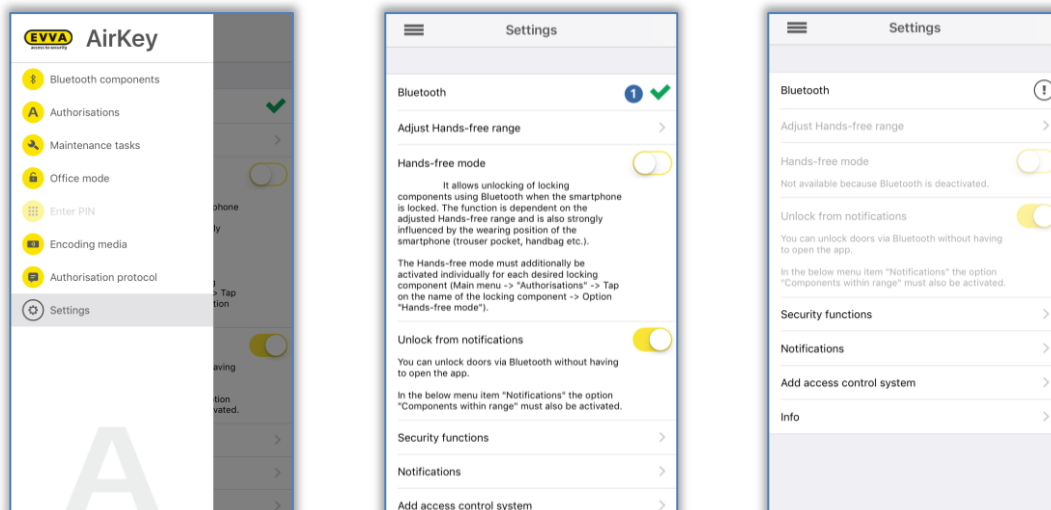 EVVA
access to security
AirKey
Bluetooth components
A
Authorisations
Maintenance tasks
Office mode
Enter PIN
Encoding media
Authorisation protocol
Settings
phone
ly
> Tap
tion
aving
tion
vated.
A
Settings
Bluetooth
1
Adjust Hands-free range
Hands-free mode
It allows unlocking of locking
components using Bluetooth when the smartphone
is locked. The function is dependent on the
adjusted Hands-free range and is also strongly
influenced by the wearing position of the
smartphone (trouser pocket, handbag etc.).
The Hands-free mode must additionally be
activated individually for each desired locking
component (Main menu -> "Authorisations" -> Tap
on the name of the locking component -> Option
"Hands-free mode").
Unlock from notifications
You can unlock doors via Bluetooth without having
to open the app.
In the below menu item "Notifications" the option
"Components within range" must also be activated.
Security functions
Notifications
Add access control system
Settings
Bluetooth
!
Adjust Hands-free range
Hands-free mode
Not available because Bluetooth is deactivated.
Unlock from notifications
You can unlock doors via Bluetooth without having
to open the app.
In the below menu item "Notifications" the option
"Components within range" must also be activated.
Security functions
Notifications
Add access control system
Info